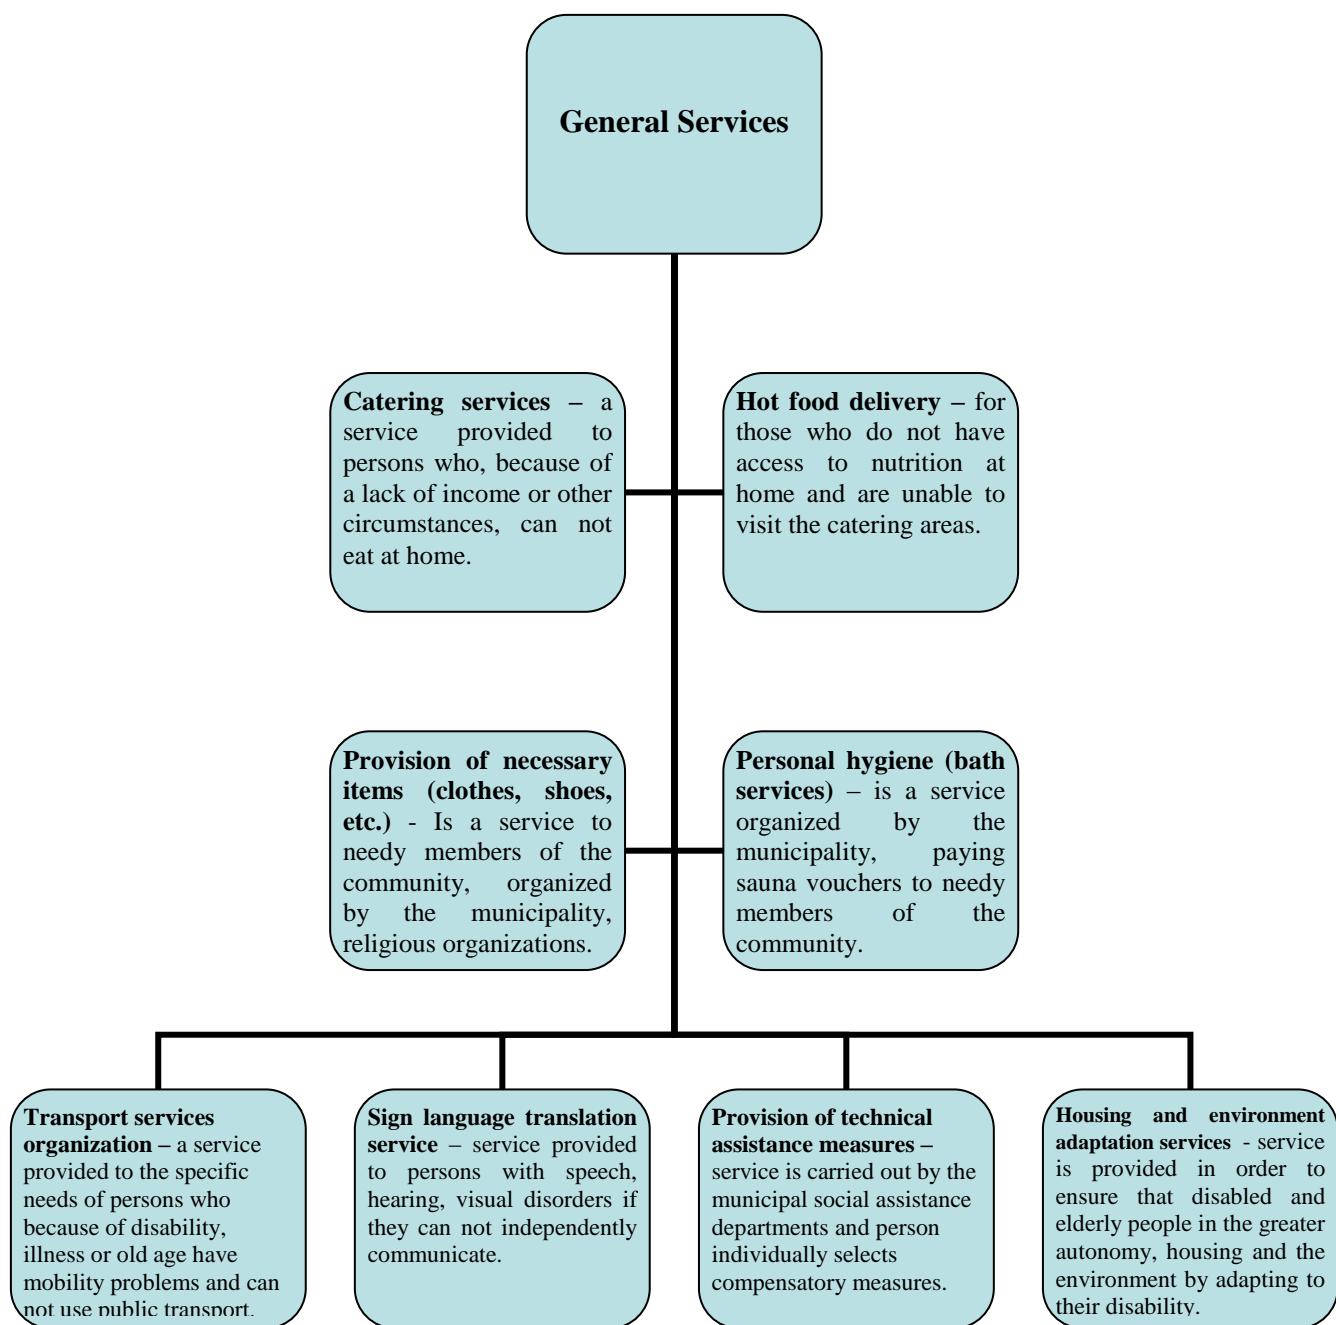 General Services
Catering services – a
service provided to
persons who, because of
a lack of income or other
circumstances, can not
eat at home.
Hot food delivery – for
those who do not have
access to nutrition at
home and are unable to
visit the catering areas.
Provision of necessary
items (clothes, shoes,
etc.) - Is a service to
needy members of the
community, organized
by the municipality,
religious organizations.
Personal hygiene (bath
services) – is a service
organized by the
municipality, paying
sauna vouchers to needy
members of the
community.
Transport services
organization – a service
provided to the specific
needs of persons who
because of disability,
illness or old age have
mobility problems and can
not use public transport.
Sign language translation
service – service provided
to persons with speech,
hearing, visual disorders if
they can not independently
communicate.
Provision of technical
assistance measures –
service is carried out by the
municipal social assistance
departments and person
individually selects
compensatory measures.
Housing and environment
adaptation services - service
is provided in order to
ensure that disabled and
elderly people in the greater
autonomy, housing and the
environment by adapting to
their disability.